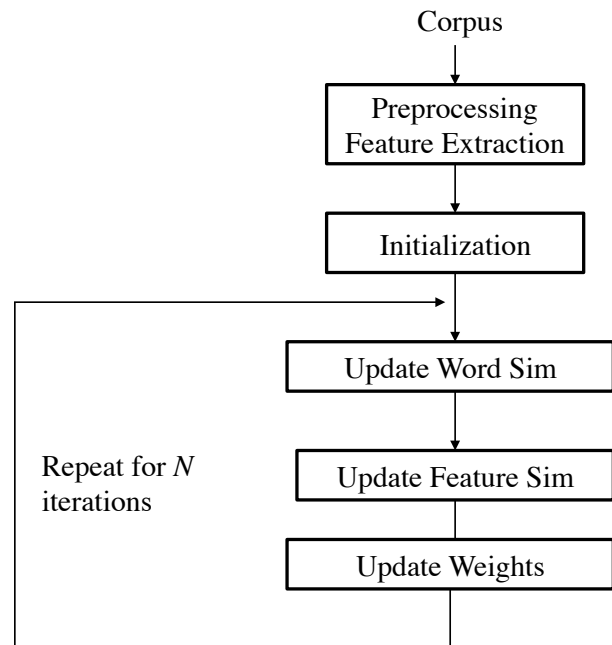 Corpus
Preprocessing
Feature Extraction
Initialization
Update Word Sim
Repeat for N
iterations
Update Feature Sim
Update Weights